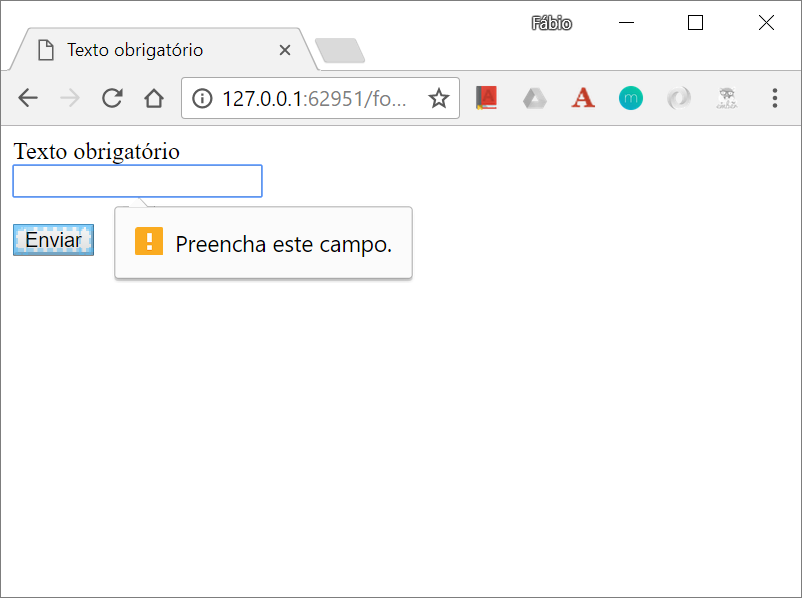 Fábio
Texto obrigatório
127.0.0.1:62951/fo...
A
A
m
Texto obrigatório
Enviar
Preencha este campo.